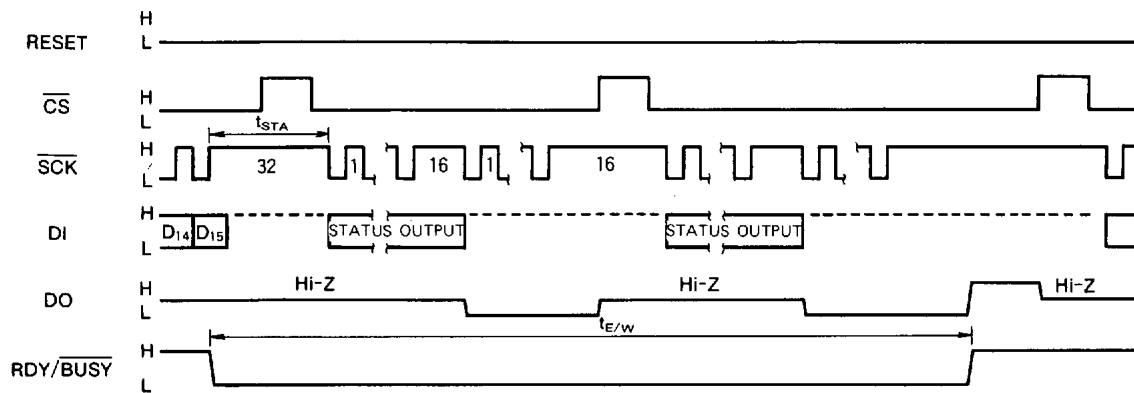 H
RESET L
CS H
L
t_STA
SCK H 32 1 16 1 16
L
H
DI D14 D15 STATUS OUTPUT STATUS OUTPUT
L
H Hi-Z Hi-Z Hi-Z
DO L
t_E/W
H
RDY/BUSY
L